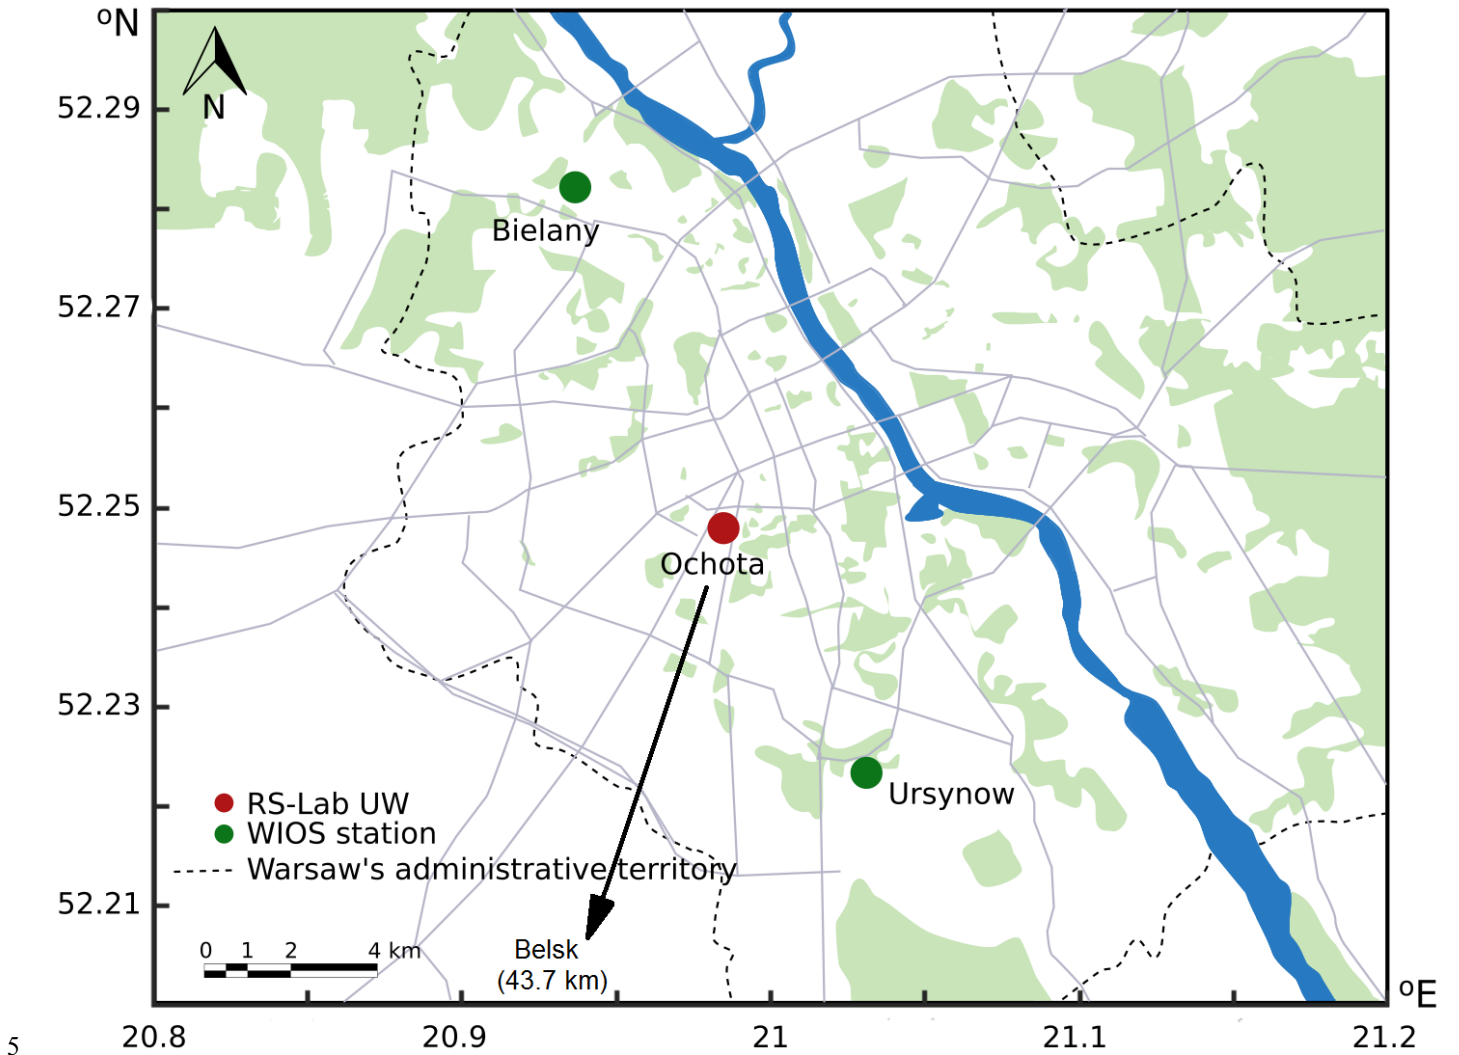 oN
N
52.29
Bielany
52.27
52.25
Ochota
52.23
Ursynow
RS-Lab UW
WIOS station
Warsaw's administrative territory
52.21
0 1 2 4 km
Belsk
(43.7 km)
oE
20.8 20.9 21 21.1 21.2
5